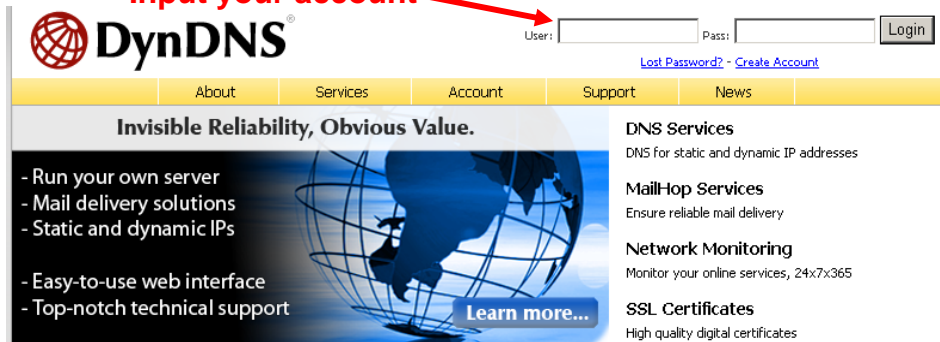 Input your account
DynDNS®
User:
Pass:
Login
Lost Password? - Create Account
About Services Account Support News
Invisible Reliability, Obvious Value.
- Run your own server
- Mail delivery solutions
- Static and dynamic IPs
- Easy-to-use web interface
- Top-notch technical support
Learn more...
DNS Services
DNS for static and dynamic IP addresses
MailHop Services
Ensure reliable mail delivery
Network Monitoring
Monitor your online services, 24x7x365
SSL Certificates
High quality digital certificates